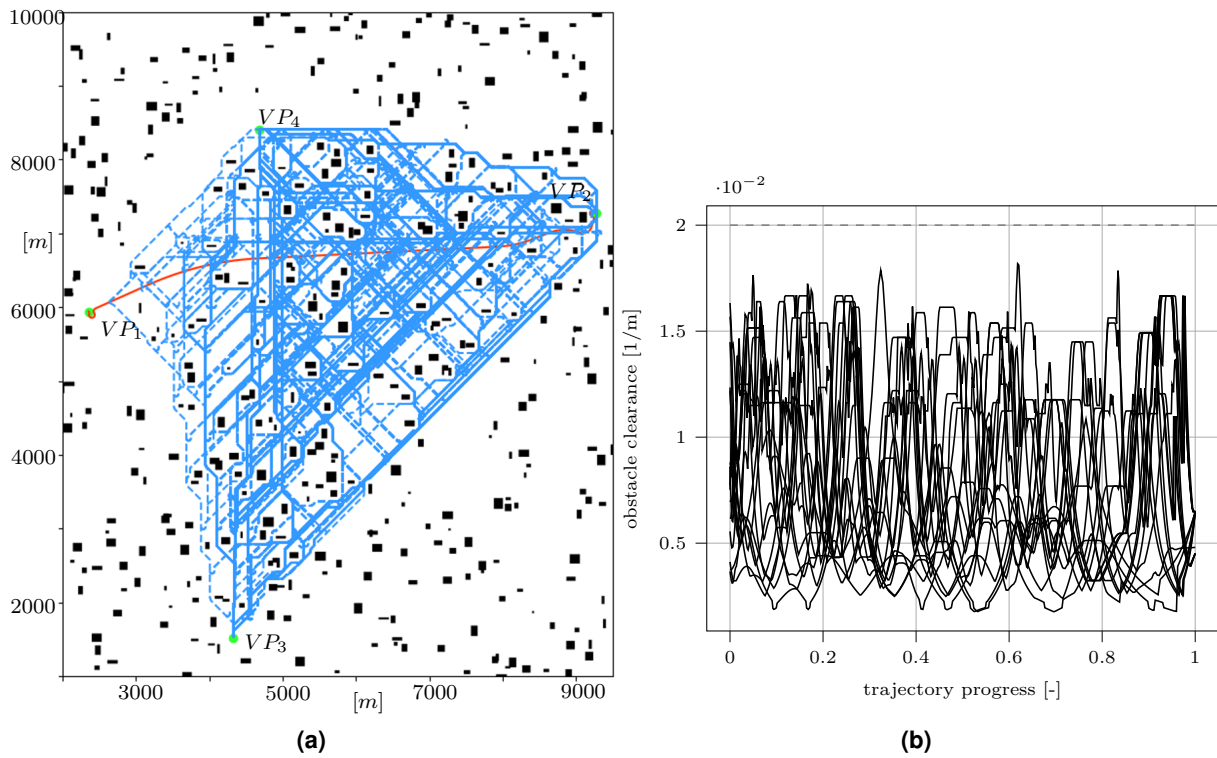 10000
VP4
8000
VP2
[m]
6000
VP1
4000
2000
VP3
3000
5000
7000
9000
[m]
(a)
·10−2
2
1.5
1
0.5
obstacle clearance [1/m]
0
0.2
0.4
0.6
0.8
1
trajectory progress [-]
(b)